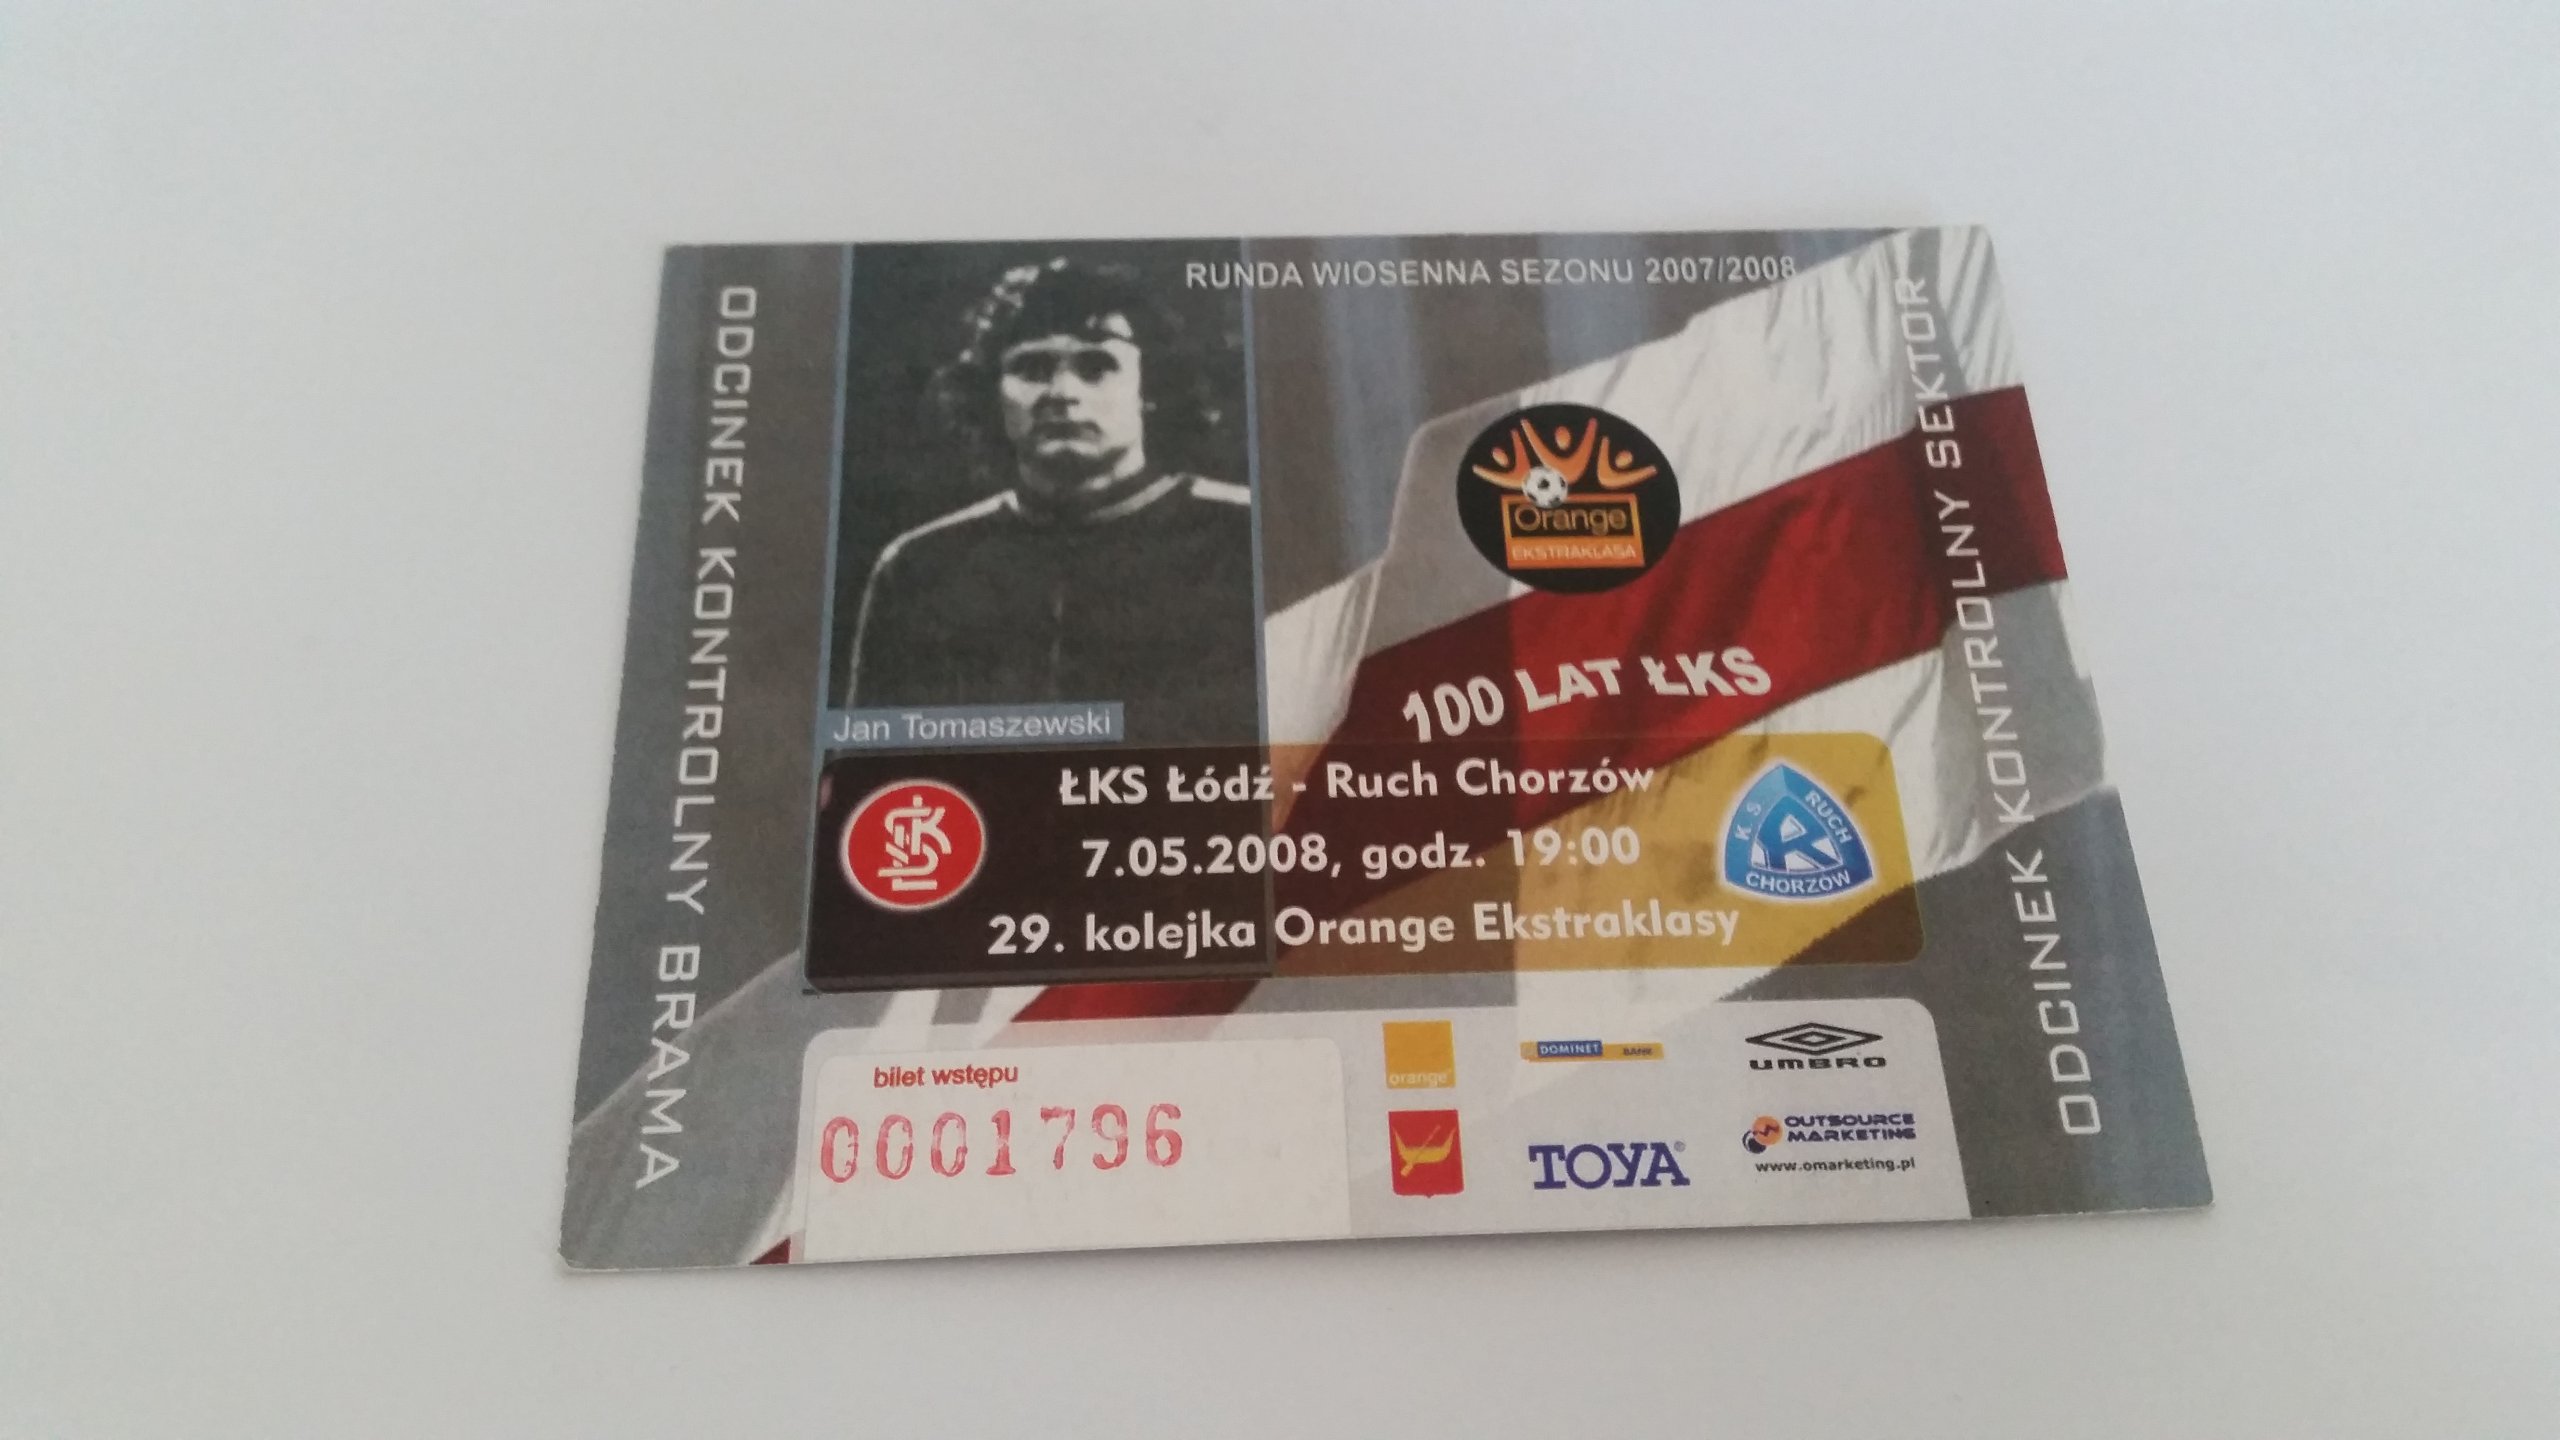 RUNDA WIOSENNA SEZONU 2007/2008
ODCINEK KONTROLNY BRAMA
Orange
EKSTRAKLASA
100 LAT ŁKS
Jan Tomaszewski
ŁKS Łódź - Ruch Chorzów
7.05.2008, godz. 19:00
29. kolejka Orange Ekstraklasy
ŁKS
K.S. RUCH
CHORZÓW
bilet wstępu
0001796
orange
DOMINET BANK
UMBRO
TOYA
OUTSOURCE
MARKETING
www.omarketing.pl
ODCINEK KONTROLNY SEKTOR